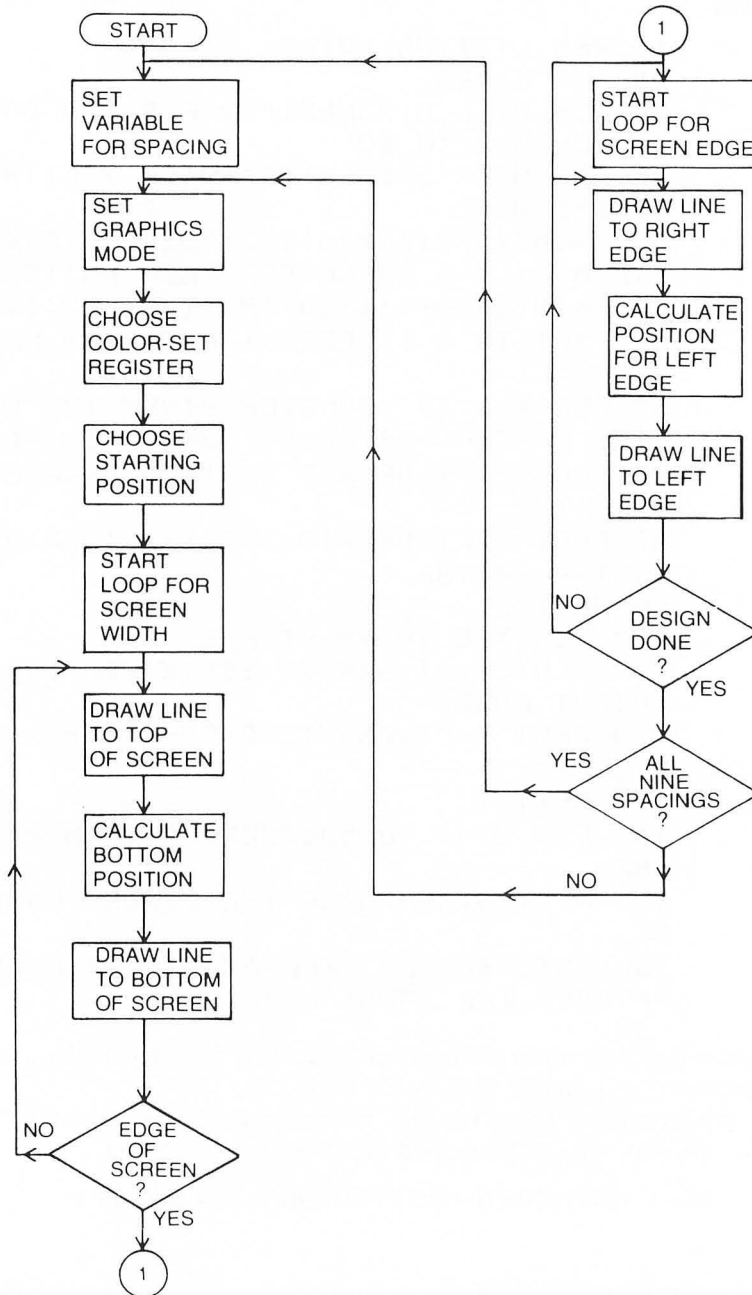 START
SET
VARIABLE
FOR SPACING
SET
GRAPHICS
MODE
CHOOSE
COLOR-SET
REGISTER
CHOOSE
STARTING
POSITION
START
LOOP FOR
SCREEN
WIDTH
DRAW LINE
TO TOP
OF SCREEN
CALCULATE
BOTTOM
POSITION
DRAW LINE
TO BOTTOM
OF SCREEN
NO
EDGE
OF
SCREEN
?
YES
1
1
START
LOOP FOR
SCREEN EDGE
DRAW LINE
TO RIGHT
EDGE
CALCULATE
POSITION
FOR LEFT
EDGE
DRAW LINE
TO LEFT
EDGE
NO
DESIGN
DONE
?
YES
YES
ALL
NINE
SPACINGS
?
NO